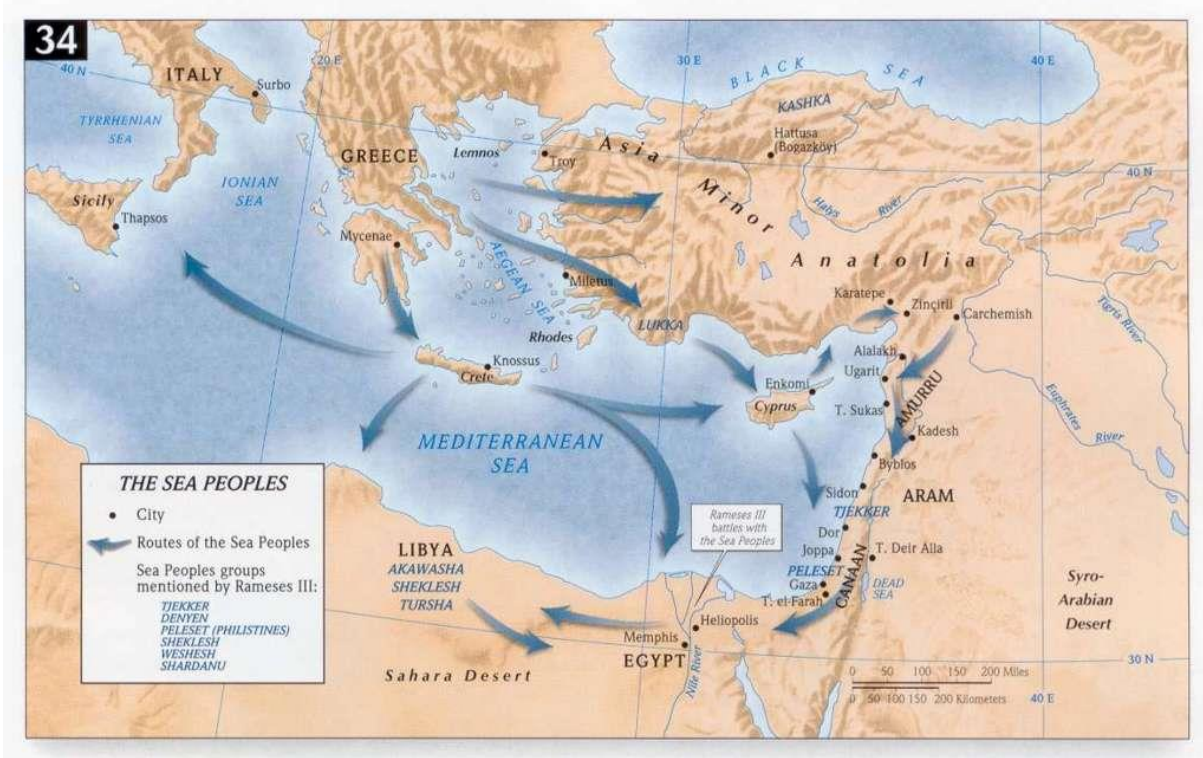 34
40 N
20 E
30 E
40 E
BLACK SEA
ITALY
Surbo
TYRRHENIAN
SEA
KASHKA
Hattusa
(Bogazköy)
GREECE
Lemnos
Troy
Asia
Minor
40 N
IONIAN
SEA
Sicily
Thapsos
Halys River
Mycenae
AEGEAN SEA
Miletus
Anatolia
Karatepe
Zinçirli
Carchemish
Tigris River
LUKKA
Rhodes
Knossus
Crete
Alalakh
Ugarit
Enkomi
Cyprus
T. Sukas
AMURRU
Kadesh
Euphrates
River
MEDITERRANEAN
SEA
Byblos
Sidon
ARAM
TJEKKER
Dor
Joppa
T. Deir Alla
PELESET
Gaza
CANAAN
DEAD
SEA
T. el-Farah
Syro-
Arabian
Desert
Rameses III
battles with
the Sea Peoples
THE SEA PEOPLES
City
Routes of the Sea Peoples
Sea Peoples groups
mentioned by Rameses III:
TJEKKER
DENYEN
PELESET (PHILISTINES)
SHEKLESH
WESHESH
SHARDANU
LIBYA
AKAWASHA
SHEKLESH
TURSHA
Heliopolis
Memphis
EGYPT
Nile River
Sahara Desert
30 N
0 50 100 150 200 Miles
0 50 100 150 200 Kilometers
40 E